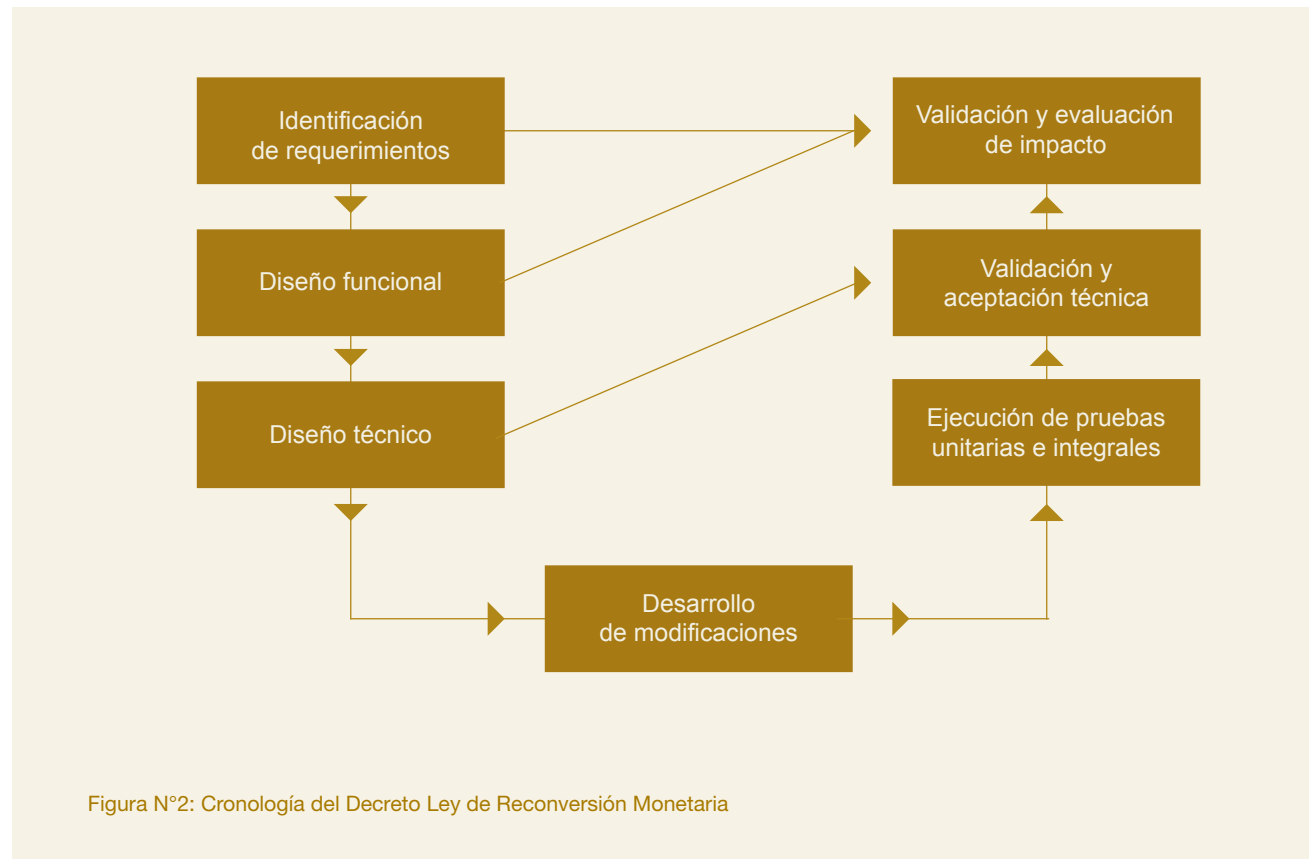 Identificación
de requerimientos
Diseño funcional
Diseño técnico
Desarrollo
de modificaciones
Ejecución de pruebas
unitarias e integrales
Validación y
aceptación técnica
Validación y evaluación
de impacto
Figura N°2: Cronología del Decreto Ley de Reconversión Monetaria